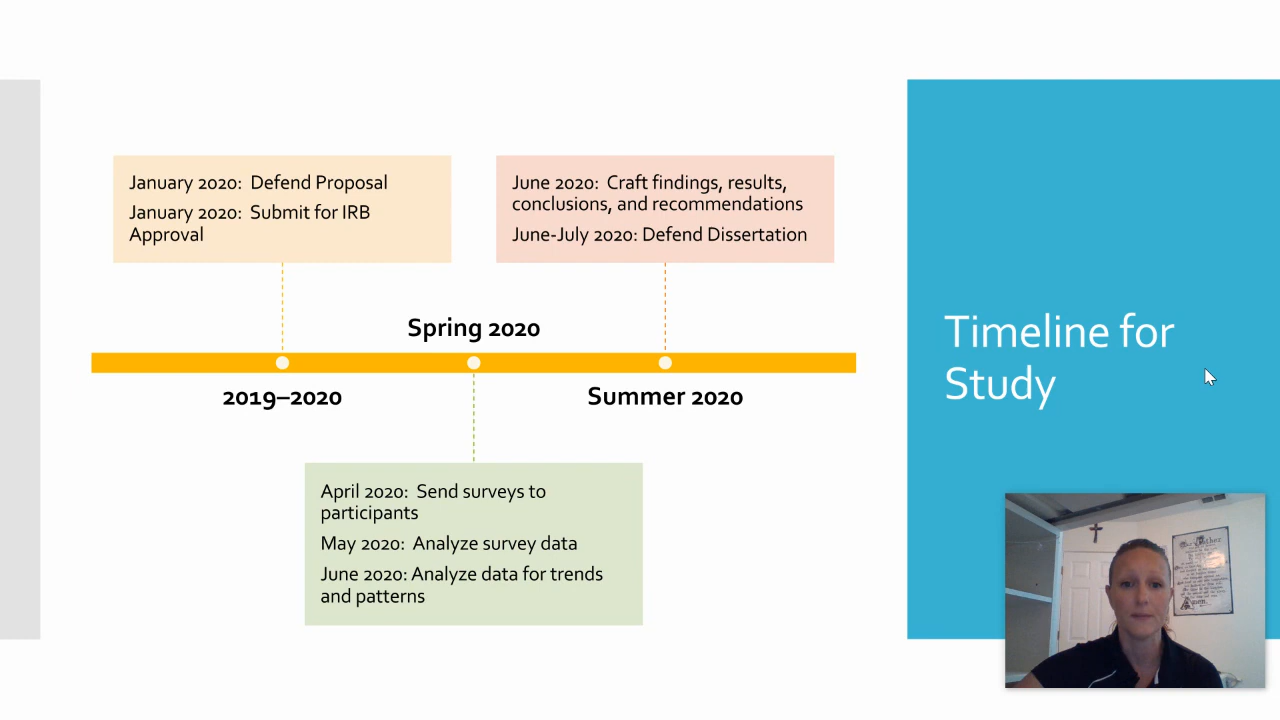 January 2020:  Defend Proposal
January 2020:  Submit for IRB
Approval
June 2020:  Craft findings, results,
conclusions, and recommendations
June-July 2020: Defend Dissertation
Spring 2020
2019–2020
Summer 2020
April 2020:  Send surveys to
participants
May 2020:  Analyze survey data
June 2020: Analyze data for trends
and patterns
Timeline for
Study